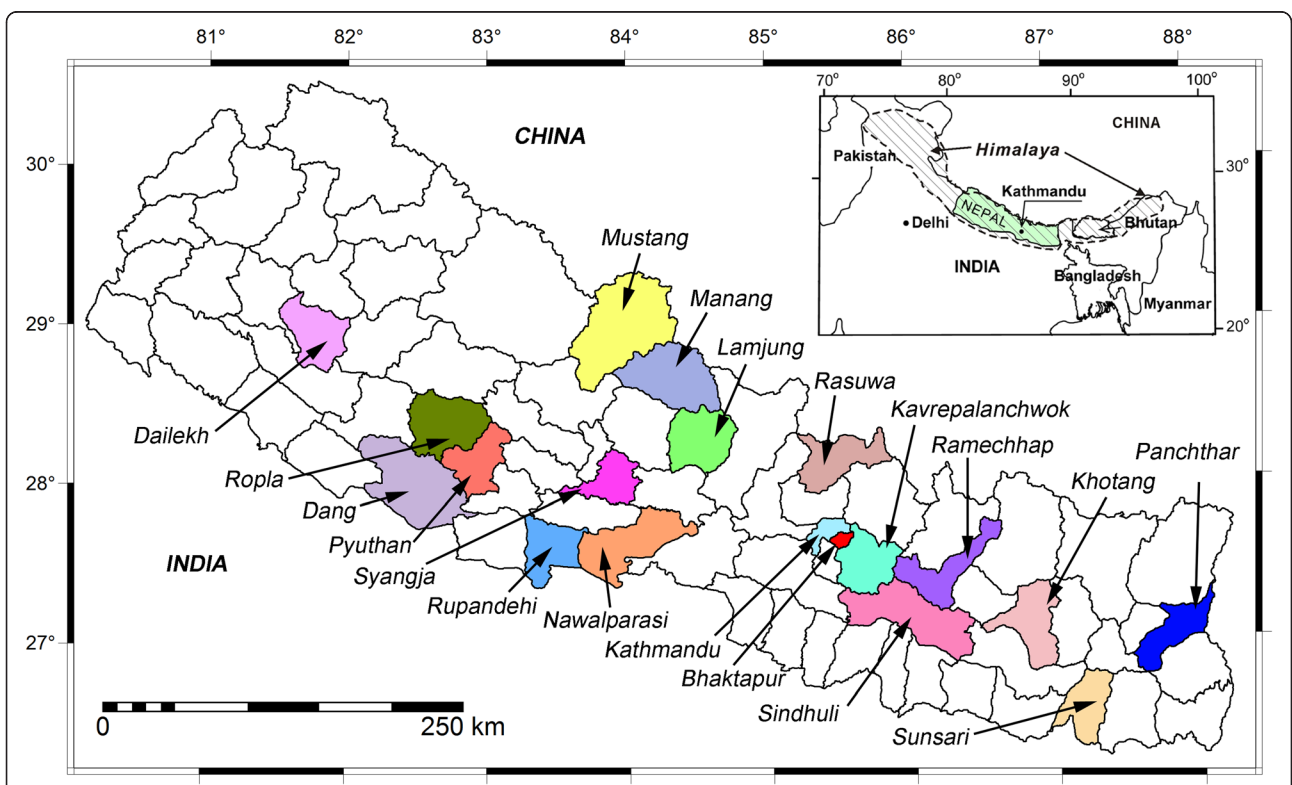 81° 82° 83° 84° 85° 86° 87° 88°
70° 80° 90° 100°
CHINA
CHINA
Pakistan
Himalaya
30°
30°
Kathmandu
NEPAL
Delhi
Bhutan
Mustang
INDIA
Bangladesh
Manang
Myanmar
29°
20°
Lamjung
Rasuwa
Kavrepalanchwok
Dailekh
Ramechhap
Panchthar
Ropla
Khotang
28°
Dang
Pyuthan
INDIA
Syangja
Rupandehi
Nawalparasi
27°
Kathmandu
Bhaktapur
Sindhuli
0 250 km
Sunsari